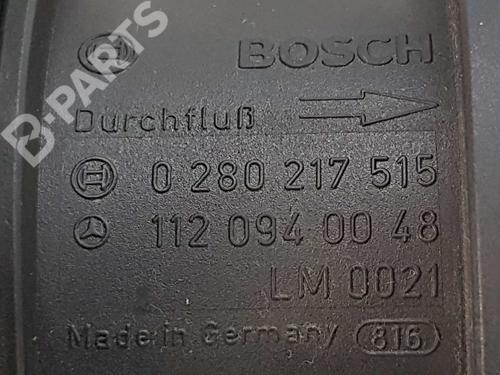 BOSCH
Durchfluß
0 280 217 515
112 094 00 48
LM 0021
Made in Germany 816
B-PARTS